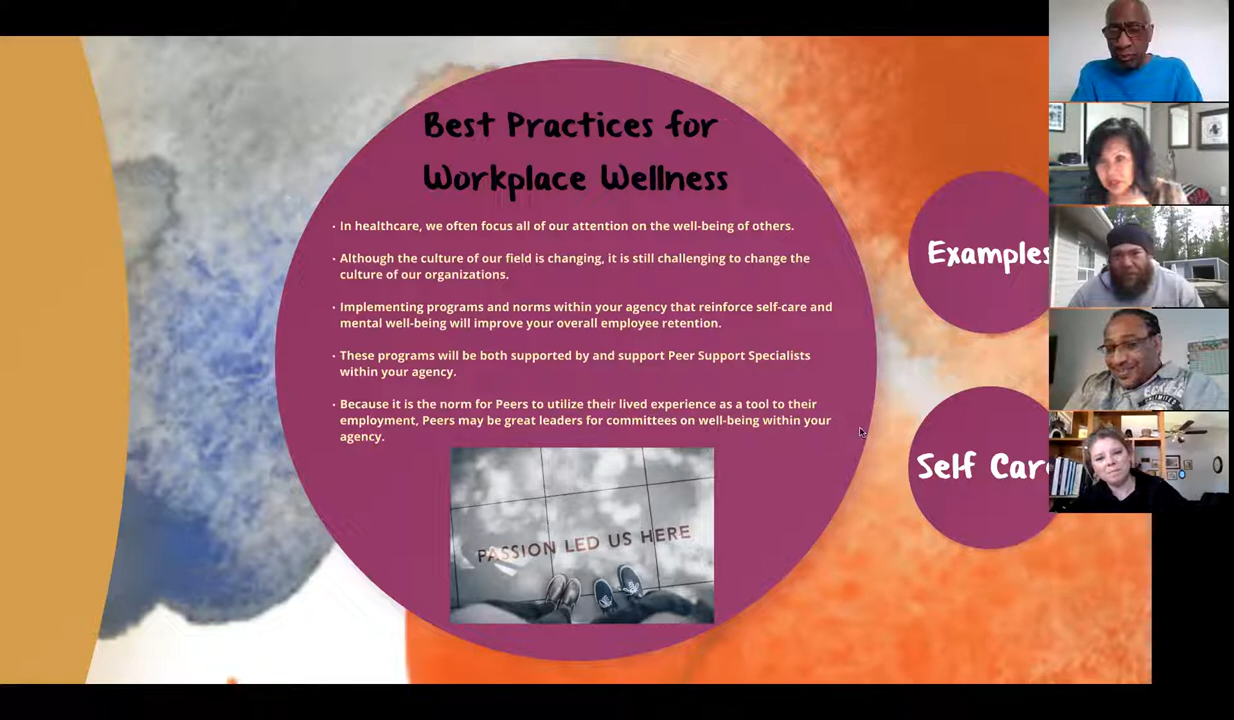 Best Practices for
Workplace Wellness
• In healthcare, we often focus all of our attention on the well-being of others.
• Although the culture of our field is changing, it is still challenging to change the
culture of our organizations.
• Implementing programs and norms within your agency that reinforce self-care and
mental well-being will improve your overall employee retention.
• These programs will be both supported by and support Peer Support Specialists
within your agency.
• Because it is the norm for Peers to utilize their lived experience as a tool to their
employment, Peers may be great leaders for committees on well-being within your
agency.
PASSION LED US HERE
Examples
Self Car